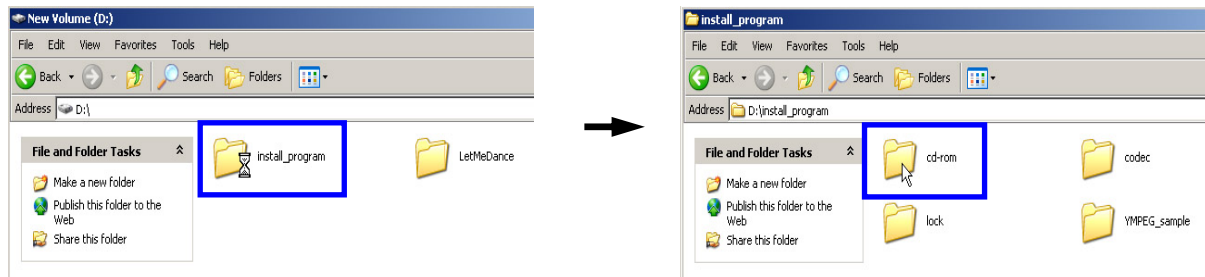 New Volume (D:)
File Edit View Favorites Tools Help
Back Search Folders
Address D:\
File and Folder Tasks
Make a new folder
Publish this folder to the
Web
Share this folder
install_program
LetMeDance
install_program
File Edit View Favorites Tools Help
Back Search Folders
Address D:\install_program
File and Folder Tasks
Make a new folder
Publish this folder to the
Web
Share this folder
cd-rom
codec
lock
YMPEG_sample